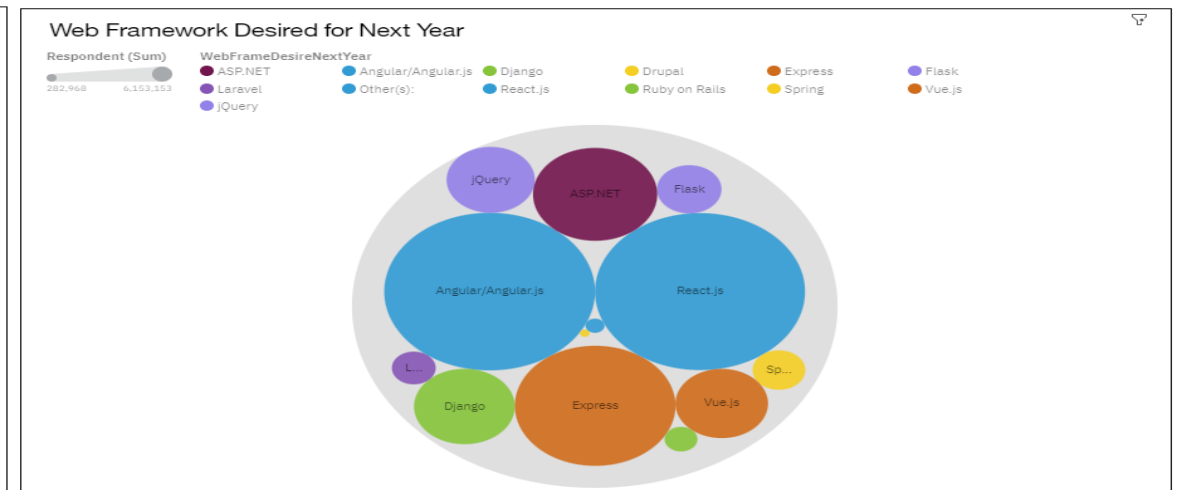 Web Framework Desired for Next Year
Respondent (Sum) WebFrameDesireNextYear
ASP.NET Angular/Angular.js Django Drupal Express Flask
282,968 6,153,153 Laravel Other(s): React.js Ruby on Rails Spring Vue.js
jQuery
jQuery ASP.NET Flask
Angular/Angular.js React.js
L... Sp...
Django Express Vue.js